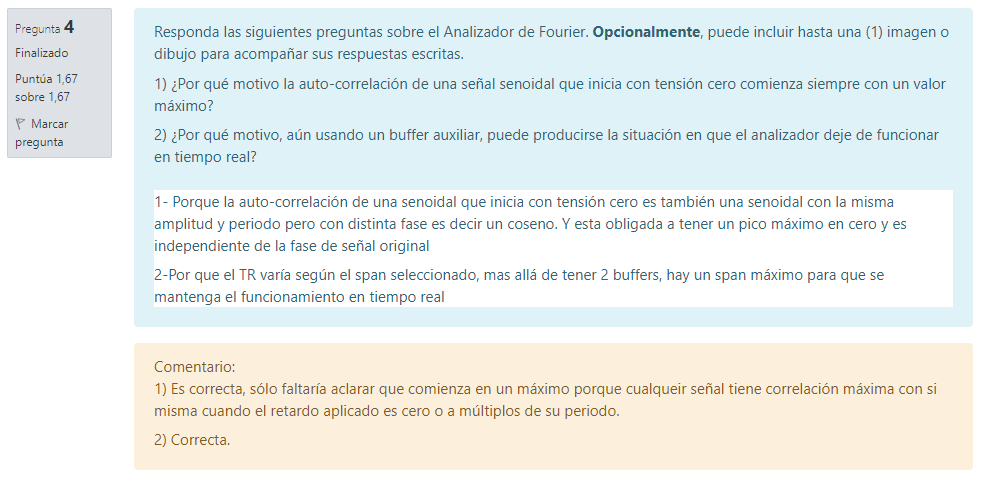 Pregunta 4
Finalizado
Puntúa 1,67
sobre 1,67
Marcar
pregunta
Responda las siguientes preguntas sobre el Analizador de Fourier. Opcionalmente, puede incluir hasta una (1) imagen o
dibujo para acompañar sus respuestas escritas.
1) ¿Por qué motivo la auto-correlación de una señal senoidal que inicia con tensión cero comienza siempre con un valor
máximo?
2) ¿Por qué motivo, aún usando un buffer auxiliar, puede producirse la situación en que el analizador deje de funcionar
en tiempo real?
1- Porque la auto-correlación de una senoidal que inicia con tensión cero es también una senoidal con la misma
amplitud y periodo pero con distinta fase es decir un coseno. Y esta obligada a tener un pico máximo en cero y es
independiente de la fase de señal original
2-Por que el TR varía según el span seleccionado, mas allá de tener 2 buffers, hay un span máximo para que se
mantenga el funcionamiento en tiempo real
Comentario:
1) Es correcta, sólo faltaría aclarar que comienza en un máximo porque cualqueir señal tiene correlación máxima con si
misma cuando el retardo aplicado es cero o a múltiplos de su periodo.
2) Correcta.